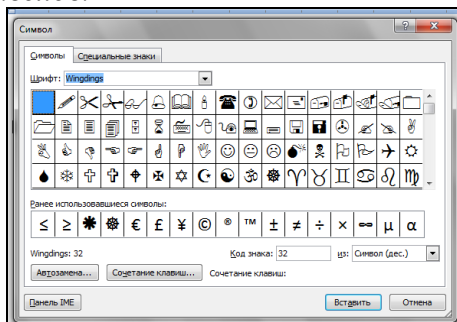 Символ
Символы Специальные знаки
Шрифт: Wingdings
Ранее использовавшиеся символы:
≤ ≥ ✱ ☸ € £ ¥ © ® ™ ± ≠ ÷ × ∞ µ α
Wingdings: 32 Код знака: 32 из: Символ (дес.)
Автозамена... Сочетание клавиш... Сочетание клавиш:
Панель IME Вставить Отмена